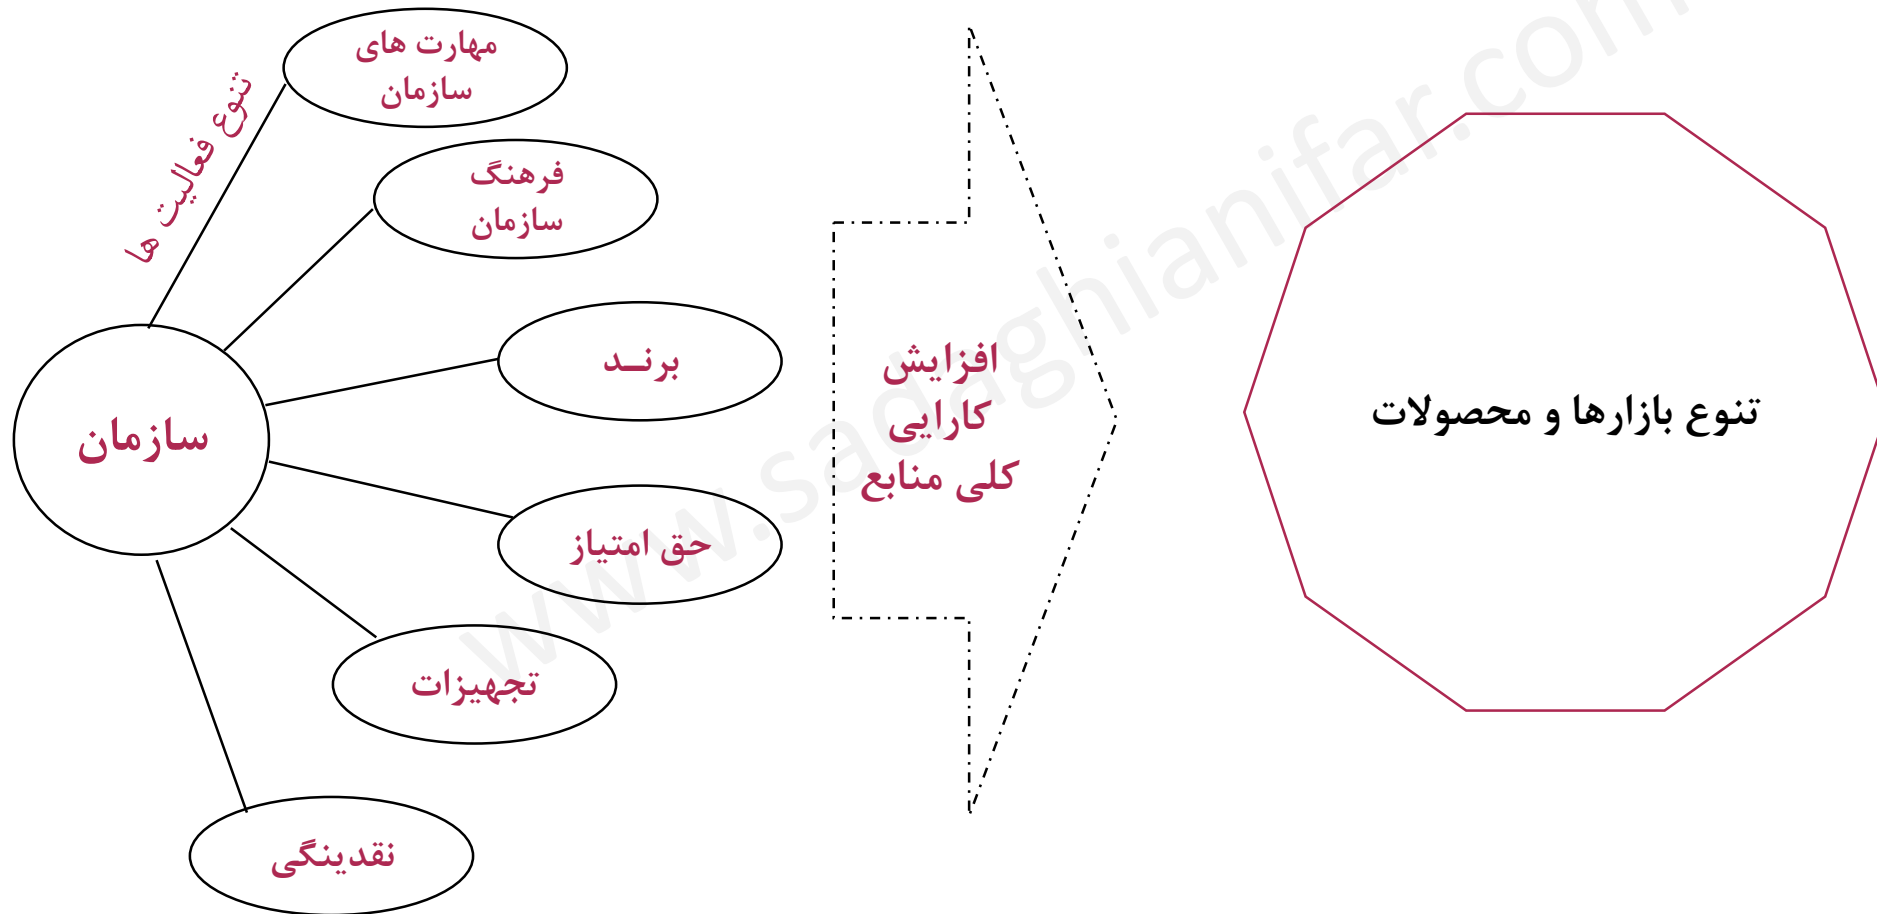 مهارت های
سازمان
تنوع فعالیت ها
فرهنگ
سازمان
برنــد
سازمان
حق امتیاز
تجهیزات
نقدینگی
افزایش
کارایی
کلی منابع
تنوع بازارها و محصولات
www.sadaghianifar.com